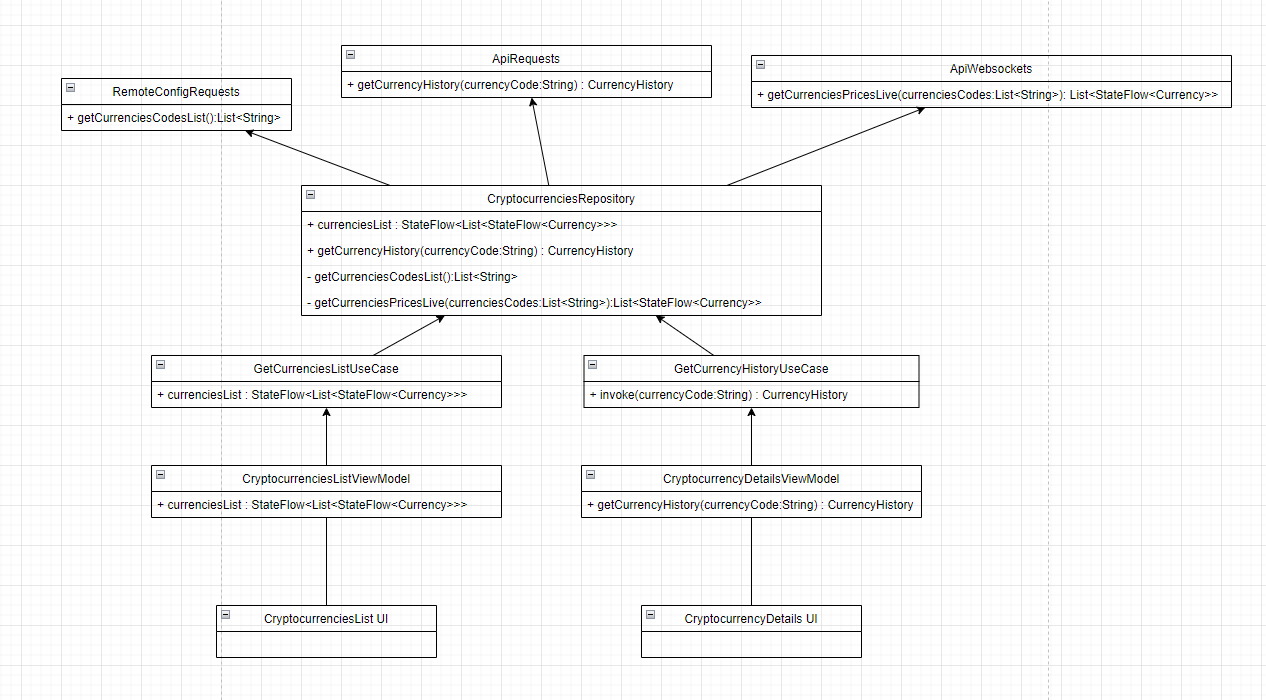 ApiRequests
+ getCurrencyHistory(currencyCode:String) : CurrencyHistory
ApiWebsockets
+ getCurrenciesPricesLive(currenciesCodes:List<String>): List<StateFlow<Currency>>
RemoteConfigRequests
+ getCurrenciesCodesList():List<String>
CryptocurrenciesRepository
+ currenciesList : StateFlow<List<StateFlow<Currency>>>
+ getCurrencyHistory(currencyCode:String) : CurrencyHistory
- getCurrenciesCodesList():List<String>
- getCurrenciesPricesLive(currenciesCodes:List<String>):List<StateFlow<Currency>>
GetCurrenciesListUseCase
+ currenciesList : StateFlow<List<StateFlow<Currency>>>
GetCurrencyHistoryUseCase
+ invoke(currencyCode:String) : CurrencyHistory
CryptocurrenciesListViewModel
+ currenciesList : StateFlow<List<StateFlow<Currency>>>
CryptocurrencyDetailsViewModel
+ getCurrencyHistory(currencyCode:String) : CurrencyHistory
CryptocurrenciesList UI
CryptocurrencyDetails UI